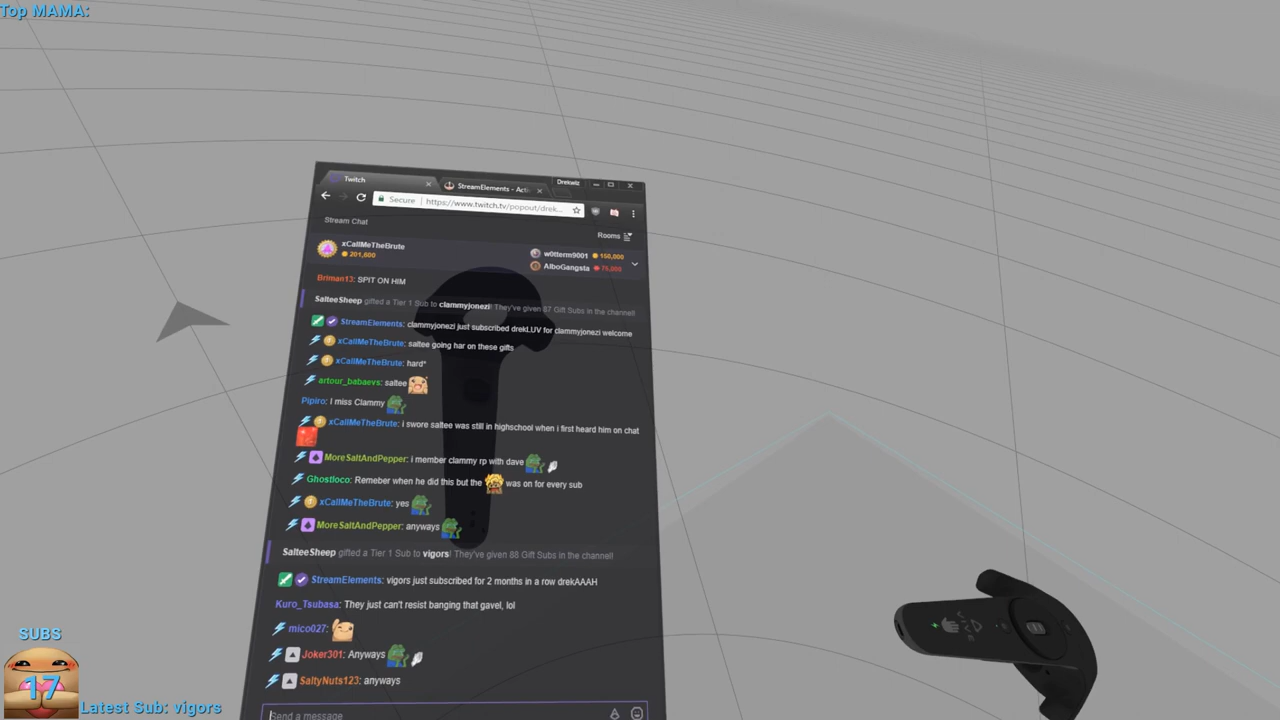 Top MAMA:
Twitch
StreamElements - Acti
Drekwiz
Secure
https://www.twitch.tv/popout/drek...
Stream Chat
Rooms
xCallMeTheBrute
201,600
w0tterm9001 150,000
AlboGangsta 75,000
Briman13: SPIT ON HIM
SalteeSheep gifted a Tier 1 Sub to clammyjonezi! They've given 87 Gift Subs in the channel!
StreamElements: clammyjonezi just subscribed drekLUV for clammyjonezi welcome
xCallMeTheBrute: saltee going har on these gifts
xCallMeTheBrute: hard*
artour_babaevs: saltee
Pipiro: I miss Clammy
xCallMeTheBrute: i swore saltee was still in highschool when i first heard him on chat
MoreSaltAndPepper: i member clammy rp with dave
Ghostloco: Remeber when he did this but the was on for every sub
xCallMeTheBrute: yes
MoreSaltAndPepper: anyways
SalteeSheep gifted a Tier 1 Sub to vigors! They've given 88 Gift Subs in the channel!
StreamElements: vigors just subscribed for 2 months in a row drekAAAH
Kuro_Tsubasa: They just can't resist banging that gavel, lol
mico027:
Joker301: Anyways
SaltyNuts123: anyways
Send a message
SUBS
17
Latest Sub: vigors